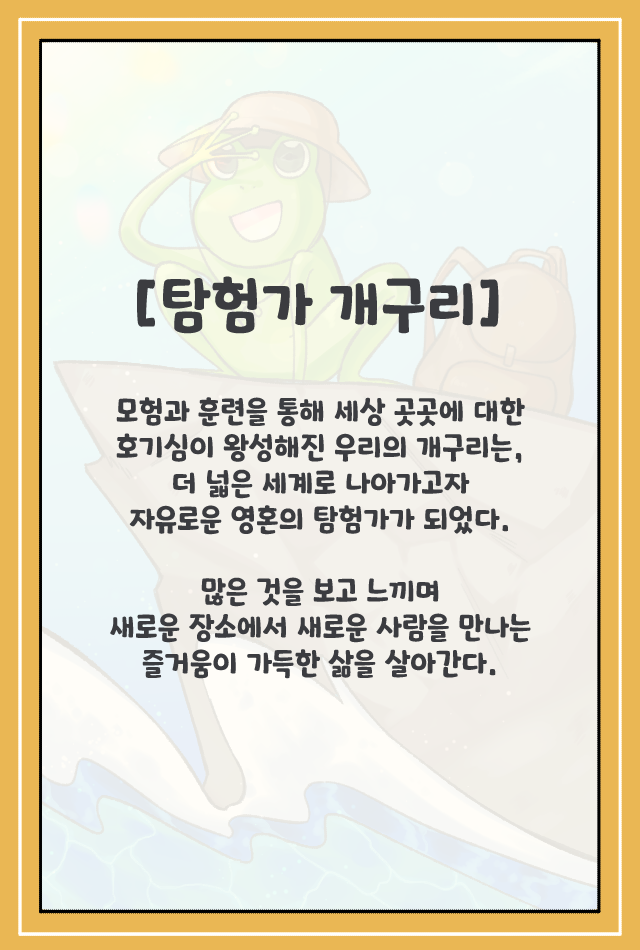 [탐험가 개구리]
모험과 훈련을 통해 세상 곳곳에 대한
호기심이 왕성해진 우리의 개구리는,
더 넓은 세계로 나아가고자
자유로운 영혼의 탐험가가 되었다.
많은 것을 보고 느끼며
새로운 장소에서 새로운 사람을 만나는
즐거움이 가득한 삶을 살아간다.